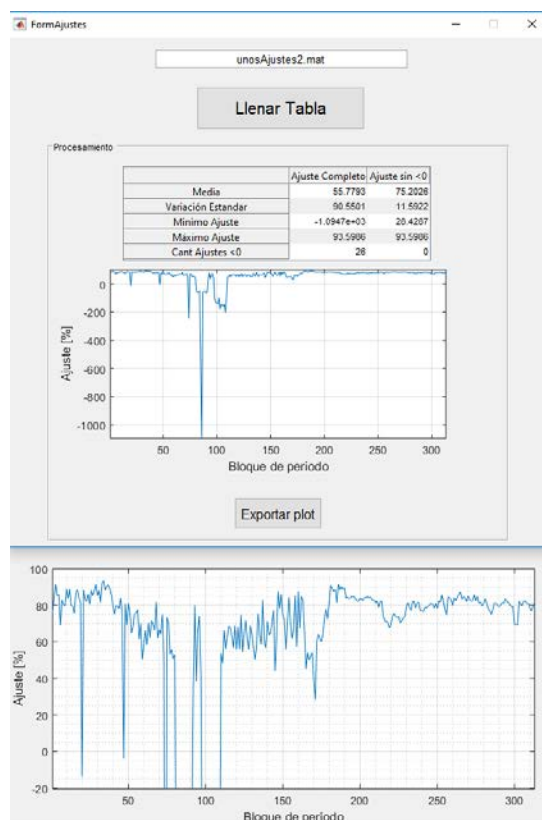 FormAjustes
unosAjustes2.mat
Llenar Tabla
Procesamiento
Ajuste Completo Ajuste sin <0
Media 55.7793 75.2026
Variación Estandar 90.5501 11.5922
Minimo Ajuste -1.0947e+03 28.4287
Máximo Ajuste 93.5986 93.5986
Cant Ajustes <0 26 0
0
-200
-400
-600
-800
-1000
Ajuste [%]
50 100 150 200 250 300
Bloque de periodo
Exportar plot
100
80
60
40
20
0
-20
Ajuste [%]
50 100 150 200 250 300
Bloque de período